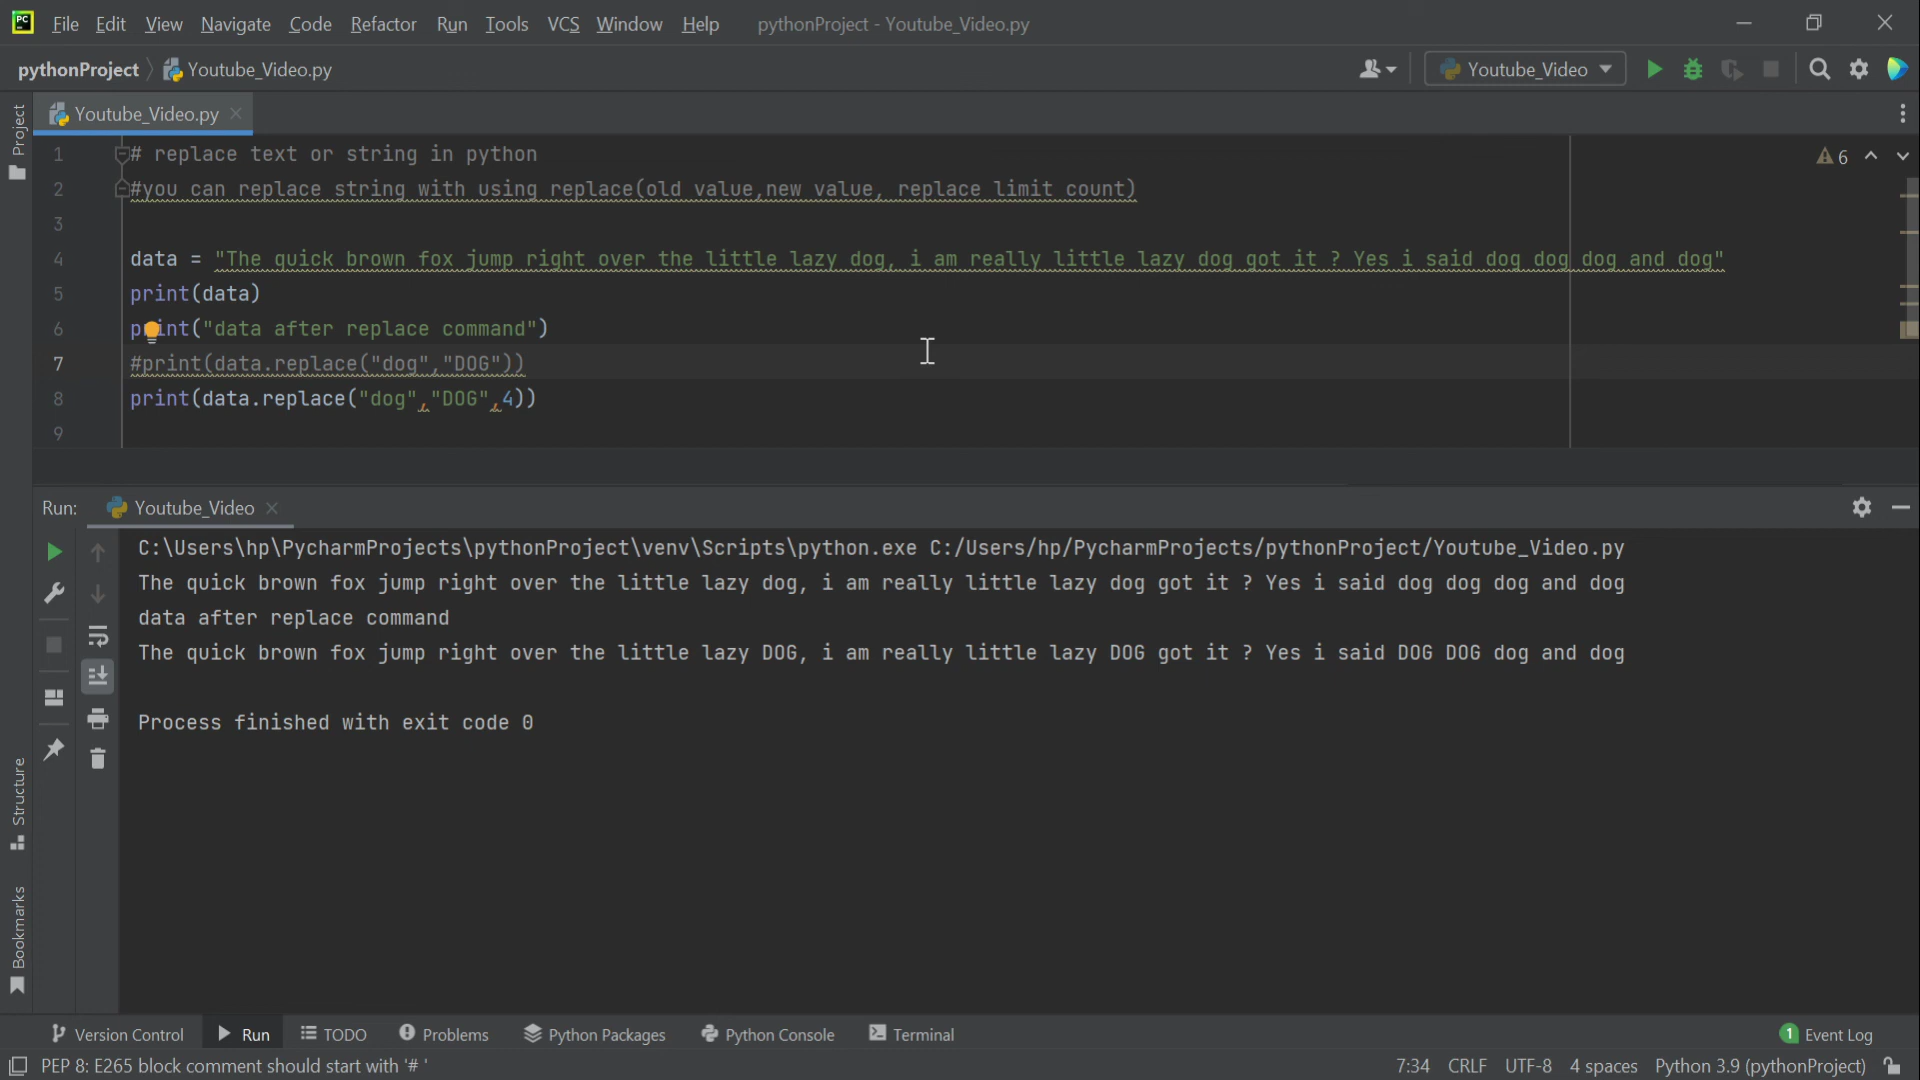 File Edit View Navigate Code Refactor Run Tools VCS Window Help pythonProject - Youtube_Video.py
pythonProject Youtube_Video.py Youtube_Video
Project
Youtube_Video.py
1 # replace text or string in python 6
2 #you can replace string with using replace(old value,new value, replace limit count)
3
4 data = "The quick brown fox jump right over the little lazy dog, i am really little lazy dog got it ? Yes i said dog dog dog and dog"
5 print(data)
6 print("data after replace command")
7 #print(data.replace("dog","DOG"))
8 print(data.replace("dog","DOG",4))
9
Run: Youtube_Video
C:\Users\hp\PycharmProjects\pythonProject\venv\Scripts\python.exe C:/Users/hp/PycharmProjects/pythonProject/Youtube_Video.py
The quick brown fox jump right over the little lazy dog, i am really little lazy dog got it ? Yes i said dog dog dog and dog
data after replace command
The quick brown fox jump right over the little lazy DOG, i am really little lazy DOG got it ? Yes i said DOG DOG dog and dog
Process finished with exit code 0
Structure
Bookmarks
Version Control Run TODO Problems Python Packages Python Console Terminal 1 Event Log
PEP 8: E265 block comment should start with '# ' 7:34 CRLF UTF-8 4 spaces Python 3.9 (pythonProject)